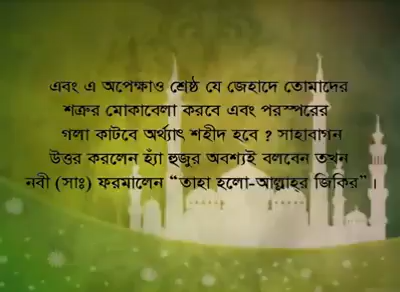 এবং এ অপেক্ষাও শ্রেষ্ঠ যে জেহাদে তোমাদের
শত্রুর মোকাবেলা করবে এবং পরস্পরের
গলা কাটবে অর্থ্যাৎ শহীদ হবে ? সাহাবাগন
উত্তর করলেন হ্যাঁ হুজুর অবশ্যই বলবেন তখন
নবী (সাঃ) ফরমালেন “তাহা হলো-আল্লাহ্‌র জিকির”।